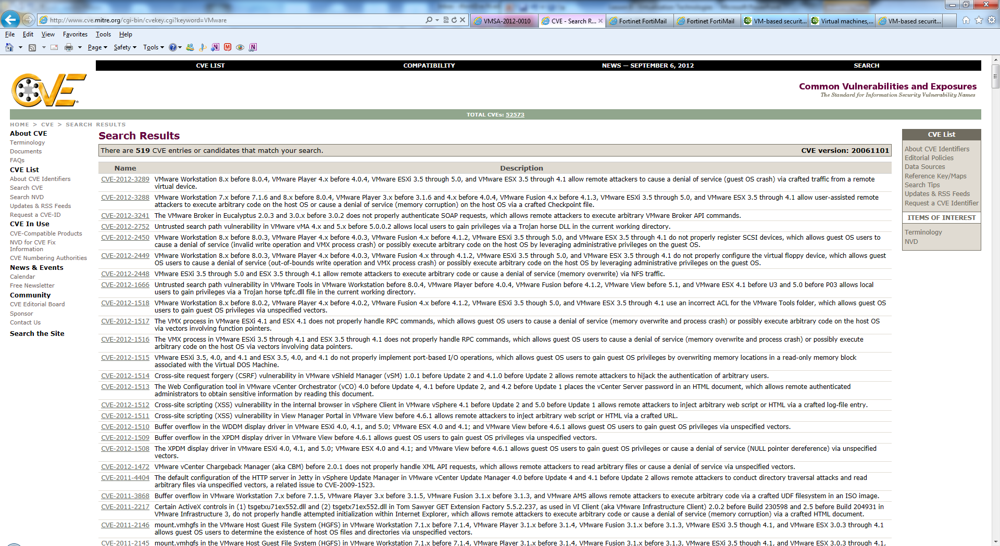 http://www.cve.mitre.org/cgi-bin/cvekey.cgi?keyword=VMware
VMSA-2012-0010
CVE - Search R...
Fortinet FortiMail
Fortinet FortiMail
VM-based securit...
Virtual machines,...
VM-based securit...
File Edit View Favorites Tools Help
Page Safety Tools
CVE LIST COMPATIBILITY NEWS — SEPTEMBER 6, 2012 SEARCH
CVE
Common Vulnerabilities and Exposures
The Standard for Information Security Vulnerability Names
TOTAL CVEs: 52573
HOME > CVE > SEARCH RESULTS
About CVE
Terminology
Documents
FAQs
CVE List
About CVE Identifiers
Search CVE
Search NVD
Updates & RSS Feeds
Request a CVE-ID
CVE In Use
CVE-Compatible Products
NVD for CVE Fix
Information
CVE Numbering Authorities
News & Events
Calendar
Free Newsletter
Community
CVE Editorial Board
Sponsor
Contact Us
Search the Site
Search Results
There are 519 CVE entries or candidates that match your search. CVE version: 20061101
Name Description
CVE-2012-3289 VMware Workstation 8.x before 8.0.4, VMware Player 4.x before 4.0.4, VMware ESXi 3.5 through 5.0, and VMware ESX 3.5 through 4.1 allow remote attackers to cause a denial of service (guest OS crash) via crafted traffic from a remote
virtual device.
CVE-2012-3288 VMware Workstation 7.x before 7.1.6 and 8.x before 8.0.4, VMware Player 3.x before 3.1.6 and 4.x before 4.0.4, VMware Fusion 4.x before 4.1.3, VMware ESXi 3.5 through 5.0, and VMware ESX 3.5 through 4.1 allow user-assisted remote
attackers to execute arbitrary code on the host OS or cause a denial of service (memory corruption) on the host OS via a crafted Checkpoint file.
CVE-2012-3241 The VMware Broker in Eucalyptus 2.0.3 and 3.0.x before 3.0.2 does not properly authenticate SOAP requests, which allows remote attackers to execute arbitrary VMware Broker API commands.
CVE-2012-2752 Untrusted search path vulnerability in VMware vMA 4.x and 5.x before 5.0.0.2 allows local users to gain privileges via a Trojan horse DLL in the current working directory.
CVE-2012-2450 VMware Workstation 8.x before 8.0.3, VMware Player 4.x before 4.0.3, VMware Fusion 4.x before 4.1.2, VMware ESXi 3.5 through 5.0, and VMware ESX 3.5 through 4.1 do not properly register SCSI devices, which allows guest OS users to
cause a denial of service (invalid write operation and VMX process crash) or possibly execute arbitrary code on the host OS by leveraging administrative privileges on the guest OS.
CVE-2012-2449 VMware Workstation 8.x before 8.0.3, VMware Player 4.x before 4.0.3, VMware Fusion 4.x through 4.1.2, VMware ESXi 3.5 through 5.0, and VMware ESX 3.5 through 4.1 do not properly configure the virtual floppy device, which allows guest
OS users to cause a denial of service (out-of-bounds write operation and VMX process crash) or possibly execute arbitrary code on the host OS by leveraging administrative privileges on the guest OS.
CVE-2012-2448 VMware ESXi 3.5 through 5.0 and ESX 3.5 through 4.1 allow remote attackers to execute arbitrary code or cause a denial of service (memory overwrite) via NFS traffic.
CVE-2012-1666 Untrusted search path vulnerability in VMware Tools in VMware Workstation before 8.0.4, VMware Player before 4.0.4, VMware Fusion before 4.1.2, VMware View before 5.1, and VMware ESX 4.1 before U3 and 5.0 before P03 allows local
users to gain privileges via a Trojan horse tpfc.dll file in the current working directory.
CVE-2012-1518 VMware Workstation 8.x before 8.0.2, VMware Player 4.x before 4.0.2, VMware Fusion 4.x before 4.1.2, VMware ESXi 3.5 though 5.0, and VMware ESX 3.5 through 4.1 use an incorrect ACL for the VMware Tools folder, which allows guest OS
users to gain guest OS privileges via unspecified vectors.
CVE-2012-1517 The VMX process in VMware ESXi 4.1 and ESX 4.1 does not properly handle RPC commands, which allows guest OS users to cause a denial of service (memory overwrite and process crash) or possibly execute arbitrary code on the host OS
via vectors involving function pointers.
CVE-2012-1516 The VMX process in VMware ESXi 3.5 through 4.1 and ESX 3.5 through 4.1 does not properly handle RPC commands, which allows guest OS users to cause a denial of service (memory overwrite and process crash) or possibly execute
arbitrary code on the host OS via vectors involving data pointers.
CVE-2012-1515 VMware ESXi 3.5, 4.0, and 4.1 and ESX 3.5, 4.0, and 4.1 do not properly implement port-based I/O operations, which allows guest OS users to gain guest OS privileges by overwriting memory locations in a read-only memory block
associated with the Virtual DOS Machine.
CVE-2012-1514 Cross-site request forgery (CSRF) vulnerability in VMware vShield Manager (vSM) 1.0.1 before Update 2 and 4.1.0 before Update 2 allows remote attackers to hijack the authentication of arbitrary users.
CVE-2012-1513 The Web Configuration tool in VMware vCenter Orchestrator (vCO) 4.0 before Update 4, 4.1 before Update 2, and 4.2 before Update 1 places the vCenter Server password in an HTML document, which allows remote authenticated
administrators to obtain sensitive information by reading this document.
CVE-2012-1512 Cross-site scripting (XSS) vulnerability in the internal browser in vSphere Client in VMware vSphere 4.1 before Update 2 and 5.0 before Update 1 allows remote attackers to inject arbitrary web script or HTML via a crafted log-file entry.
CVE-2012-1511 Cross-site scripting (XSS) vulnerability in View Manager Portal in VMware View before 4.6.1 allows remote attackers to inject arbitrary web script or HTML via a crafted URL.
CVE-2012-1510 Buffer overflow in the WDDM display driver in VMware ESXi 4.0, 4.1, and 5.0; VMware ESX 4.0 and 4.1; and VMware View before 4.6.1 allows guest OS users to gain guest OS privileges via unspecified vectors.
CVE-2012-1509 Buffer overflow in the XPDM display driver in VMware View before 4.6.1 allows guest OS users to gain guest OS privileges via unspecified vectors.
CVE-2012-1508 The XPDM display driver in VMware ESXi 4.0, 4.1, and 5.0; VMware ESX 4.0 and 4.1; and VMware View before 4.6.1 allows guest OS users to gain guest OS privileges or cause a denial of service (NULL pointer dereference) via unspecified
vectors.
CVE-2012-1472 VMware vCenter Chargeback Manager (aka CBM) before 2.0.1 does not properly handle XML API requests, which allows remote attackers to read arbitrary files or cause a denial of service via unspecified vectors.
CVE-2011-4404 The default configuration of the HTTP server in Jetty in vSphere Update Manager in VMware vCenter Update Manager 4.0 before Update 4 and 4.1 before Update 2 allows remote attackers to conduct directory traversal attacks and read
arbitrary files via unspecified vectors, a related issue to CVE-2009-1523.
CVE-2011-3868 Buffer overflow in VMware Workstation 7.x before 7.1.5, VMware Player 3.x before 3.1.5, VMware Fusion 3.1.x before 3.1.3, and VMware AMS allows remote attackers to execute arbitrary code via a crafted UDF filesystem in an ISO image.
CVE-2011-2217 Certain ActiveX controls in (1) tsgetxu71ex552.dll and (2) tsgetx71ex552.dll in Tom Sawyer GET Extension Factory 5.5.2.237, as used in VI Client (aka VMware Infrastructure Client) 2.0.2 before Build 230598 and 2.5 before Build 204931 in
VMware Infrastructure 3, do not properly handle attempted initialization within Internet Explorer, which allows remote attackers to execute arbitrary code or cause a denial of service (memory corruption) via a crafted HTML document.
CVE-2011-2146 mount.vmhgfs in the VMware Host Guest File System (HGFS) in VMware Workstation 7.1.x before 7.1.4, VMware Player 3.1.x before 3.1.4, VMware Fusion 3.1.x before 3.1.3, VMware ESXi 3.5 though 4.1, and VMware ESX 3.0.3 through 4.1
allows guest OS users to determine the existence of host OS files and directories via unspecified vectors.
CVE-2011-2145 mount.vmhgfs in the VMware Host Guest File System (HGFS) in VMware Workstation 7.1.x before 7.1.4, VMware Player 3.1.x before 3.1.4, VMware Fusion 3.1.x before 3.1.3, VMware ESXi 3.5 though 4.1, and VMware ESX 3.0.3 through 4.1,
CVE List
About CVE Identifiers
Editorial Policies
Data Sources
Reference Key/Maps
Search Tips
Updates & RSS Feeds
Request a CVE Identifier
ITEMS OF INTEREST
Terminology
NVD